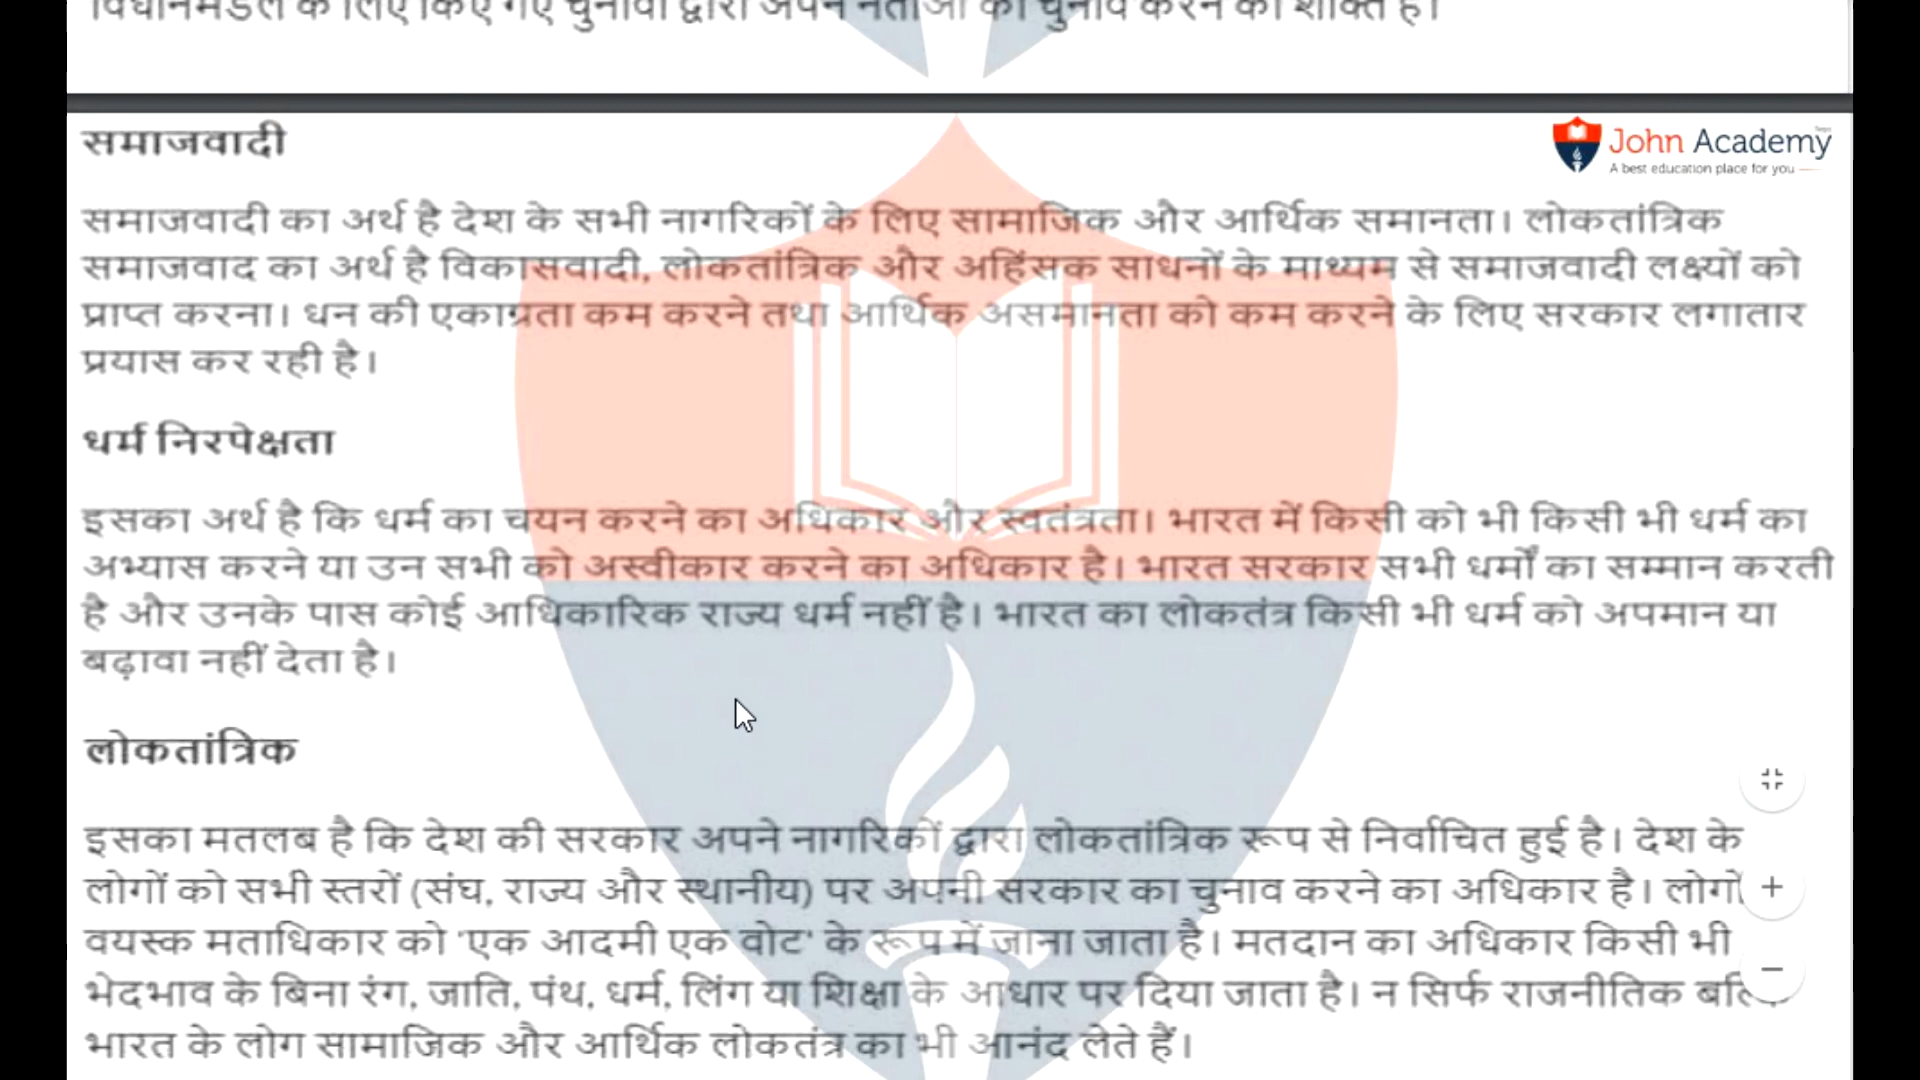 विधानमंडल के लिए किए गए चुनावों द्वारा अपने नेताओं का चुनाव करने की शक्ति है।
समाजवादी
John Academy
A best education place for you
समाजवादी का अर्थ है देश के सभी नागरिकों के लिए सामाजिक और आर्थिक समानता। लोकतांत्रिक
समाजवाद का अर्थ है विकासवादी, लोकतांत्रिक और अहिंसक साधनों के माध्यम से समाजवादी लक्ष्यों को
प्राप्त करना। धन की एकाग्रता कम करने तथा आर्थिक असमानता को कम करने के लिए सरकार लगातार
प्रयास कर रही है।
धर्म निरपेक्षता
इसका अर्थ है कि धर्म का चयन करने का अधिकार और स्वतंत्रता। भारत में किसी को भी किसी भी धर्म का
अभ्यास करने या उन सभी को अस्वीकार करने का अधिकार है। भारत सरकार सभी धर्मों का सम्मान करती
है और उनके पास कोई आधिकारिक राज्य धर्म नहीं है। भारत का लोकतंत्र किसी भी धर्म को अपमान या
बढ़ावा नहीं देता है।
लोकतांत्रिक
इसका मतलब है कि देश की सरकार अपने नागरिकों द्वारा लोकतांत्रिक रूप से निर्वाचित हुई है। देश के
लोगों को सभी स्तरों (संघ, राज्य और स्थानीय) पर अपनी सरकार का चुनाव करने का अधिकार है। लोगों
वयस्क मताधिकार को 'एक आदमी एक वोट' के रूप में जाना जाता है। मतदान का अधिकार किसी भी
भेदभाव के बिना रंग, जाति, पंथ, धर्म, लिंग या शिक्षा के आधार पर दिया जाता है। न सिर्फ राजनीतिक
भारत के लोग सामाजिक और आर्थिक लोकतंत्र का भी आनंद लेते हैं।